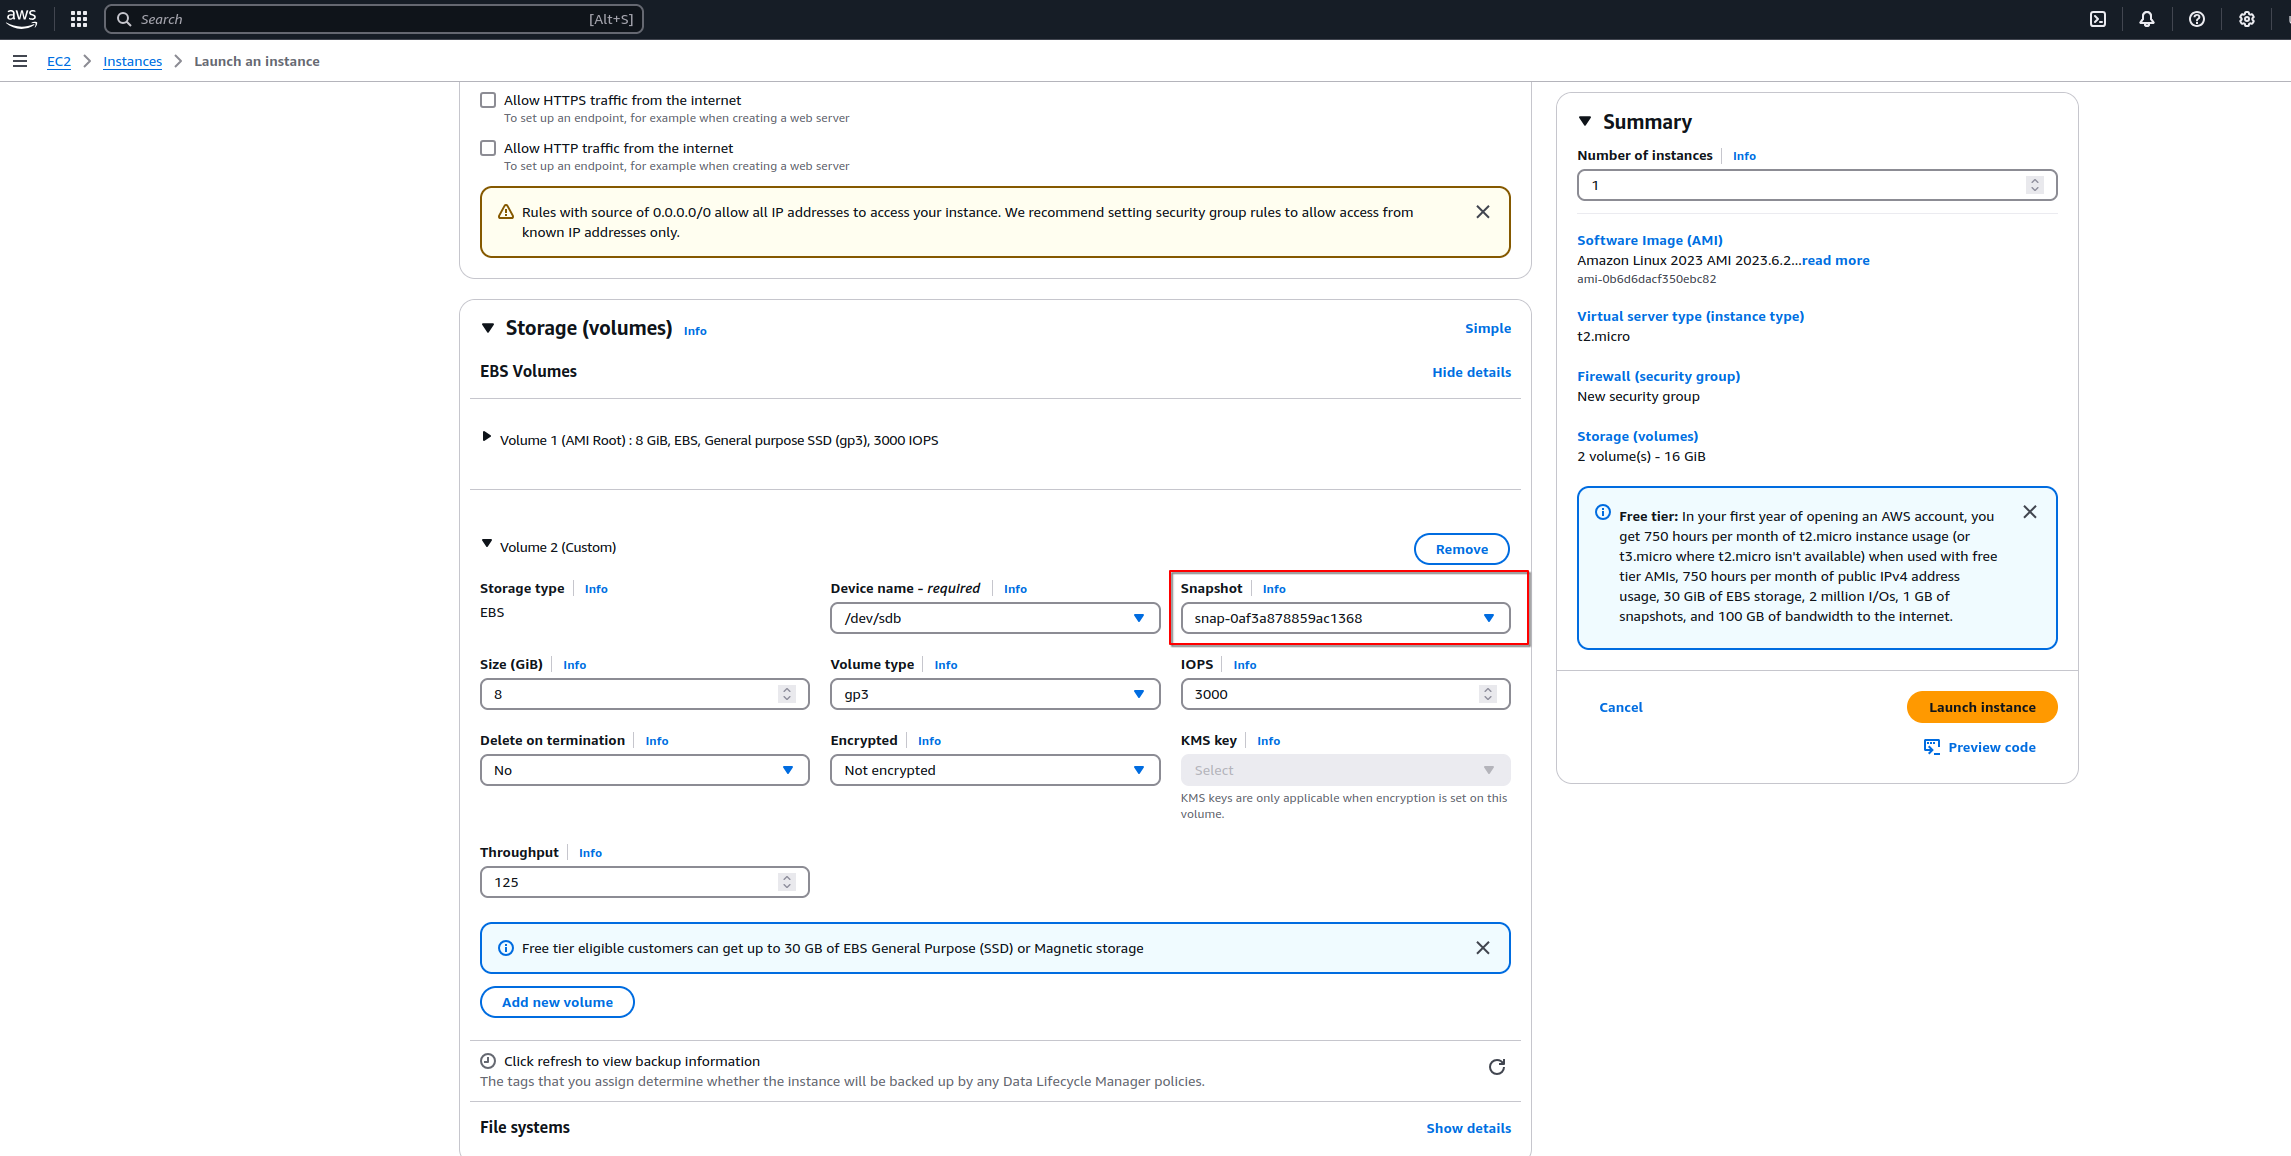 aws
Search
[Alt+S]
EC2
Instances
Launch an instance
Allow HTTPS traffic from the internet
To set up an endpoint, for example when creating a web server
Allow HTTP traffic from the internet
To set up an endpoint, for example when creating a web server
Rules with source of 0.0.0.0/0 allow all IP addresses to access your instance. We recommend setting security group rules to allow access from
known IP addresses only.
Storage (volumes) Info
Simple
EBS Volumes
Hide details
Volume 1 (AMI Root) : 8 GiB, EBS, General purpose SSD (gp3), 3000 IOPS
Volume 2 (Custom)
Remove
Storage type Info
EBS
Device name - required Info
/dev/sdb
Snapshot Info
snap-0af3a878859ac1368
Size (GiB) Info
8
Volume type Info
gp3
IOPS Info
3000
Delete on termination Info
No
Encrypted Info
Not encrypted
KMS key Info
Select
KMS keys are only applicable when encryption is set on this
volume.
Throughput Info
125
Free tier eligible customers can get up to 30 GB of EBS General Purpose (SSD) or Magnetic storage
Add new volume
Click refresh to view backup information
The tags that you assign determine whether the instance will be backed up by any Data Lifecycle Manager policies.
File systems
Show details
Summary
Number of instances Info
1
Software Image (AMI)
Amazon Linux 2023 AMI 2023.6.2...read more
ami-0b6d6dacf350ebc82
Virtual server type (instance type)
t2.micro
Firewall (security group)
New security group
Storage (volumes)
2 volume(s) - 16 GiB
Free tier: In your first year of opening an AWS account, you
get 750 hours per month of t2.micro instance usage (or
t3.micro where t2.micro isn't available) when used with free
tier AMIs, 750 hours per month of public IPv4 address
usage, 30 GiB of EBS storage, 2 million I/Os, 1 GB of
snapshots, and 100 GB of bandwidth to the internet.
Cancel
Launch instance
Preview code